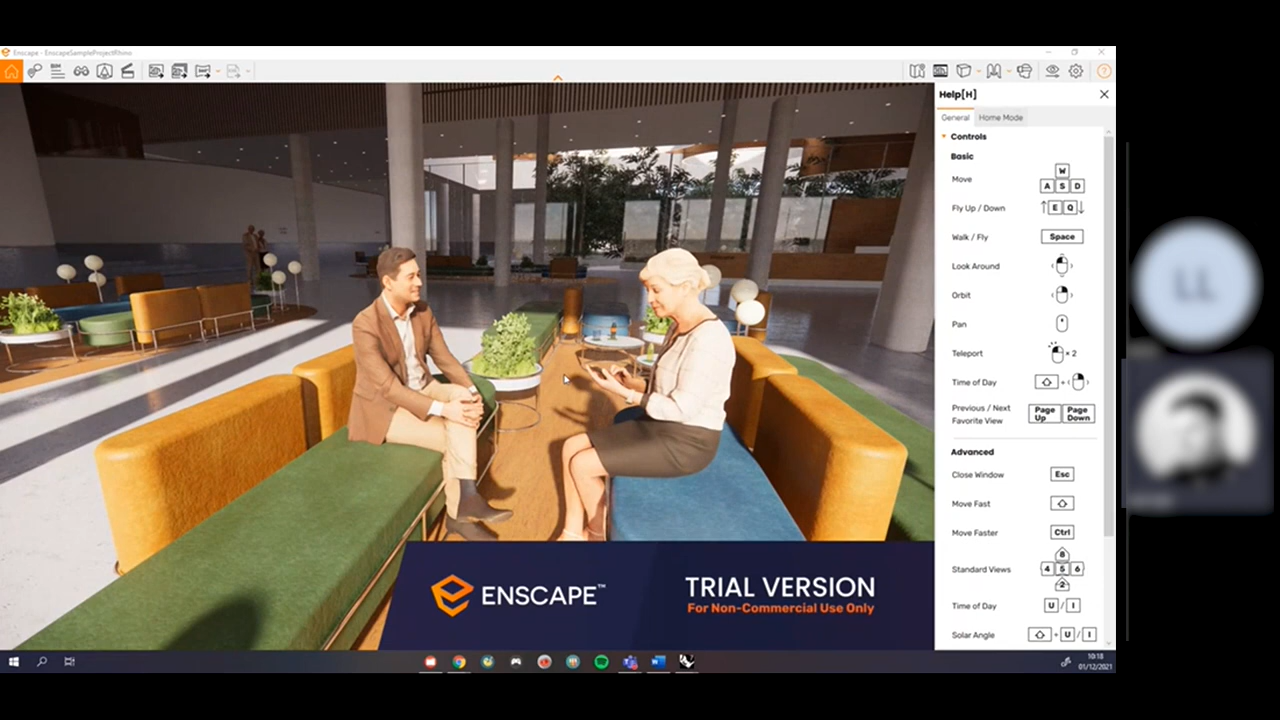 Enscape - EnscapeSampleProjectRhino
Help[H]
General Home Mode
Controls
Basic
Move
W
A S D
Fly Up / Down
E Q
Walk / Fly
Space
Look Around
Orbit
Pan
Teleport
× 2
Time of Day
+
Previous / Next
Favorite View
Page Up
Page Down
Advanced
Close Window
Esc
Move Fast
Move Faster
Ctrl
Standard Views
8
4 5 6
2
Time of Day
U / I
Solar Angle
+ U / I
ENSCAPE™
TRIAL VERSION
For Non-Commercial Use Only
10:18
01/12/2021
LL